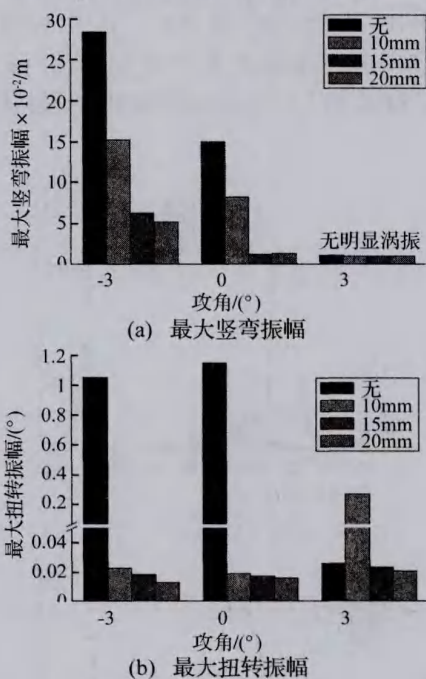 30
25
20
15
10
5
0
最大竖弯振幅×10⁻²/m
无
10mm
15mm
20mm
无明显涡振
-3
0
3
攻角/(°)
(a) 最大竖弯振幅
1.2
1
0.8
0.6
0.4
0.2
0.04
0.02
0
最大扭转振幅/(°)
无
10mm
15mm
20mm
-3
0
3
攻角/(°)
(b) 最大扭转振幅